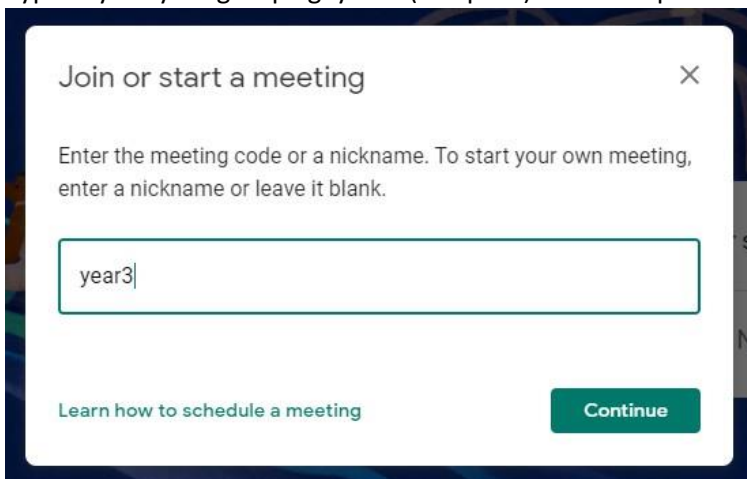 Join or start a meeting
Enter the meeting code or a nickname. To start your own meeting,
enter a nickname or leave it blank.
year3
Learn how to schedule a meeting
Continue